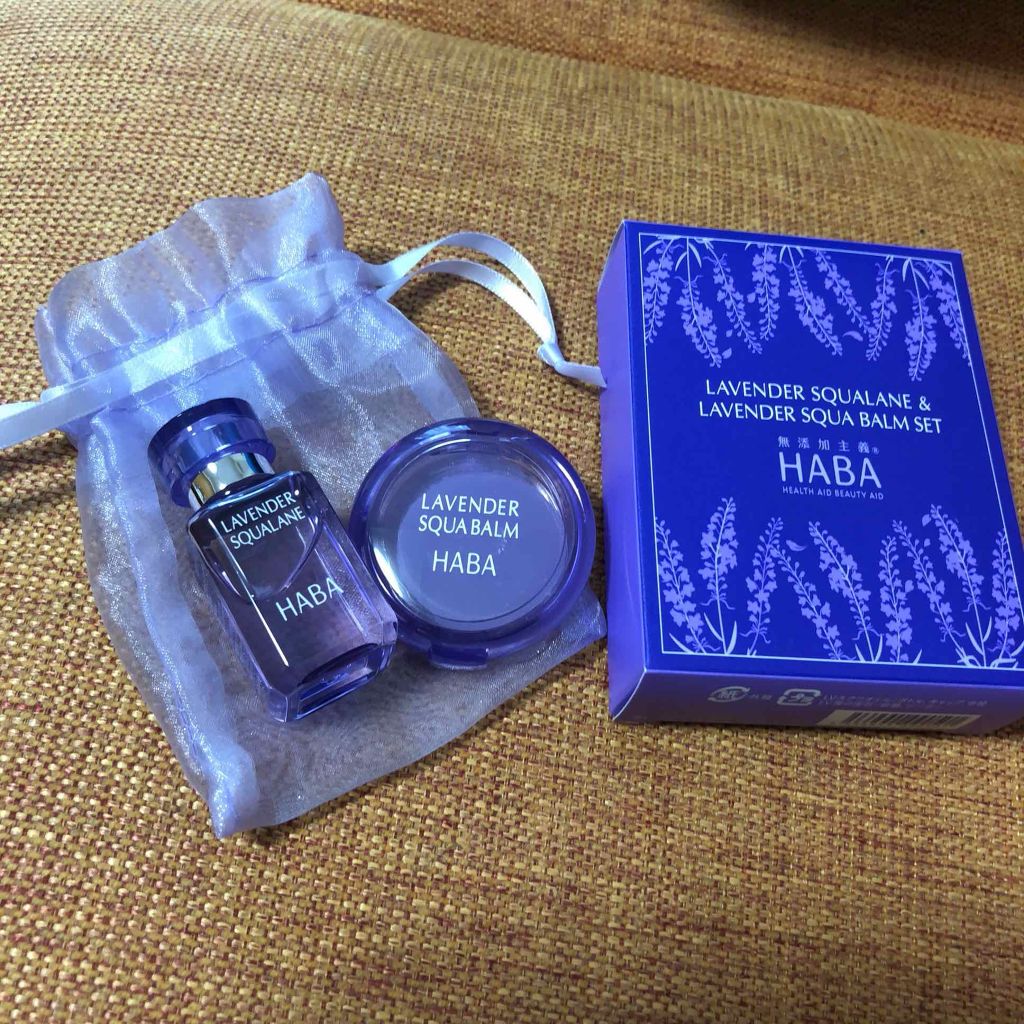 LAVENDER
SQUALANE
HABA
LAVENDER
SQUA BALM
HABA
LAVENDER SQUALANE &
LAVENDER SQUA BALM SET
無添加主義®
HABA
HEALTH AID BEAUTY AID